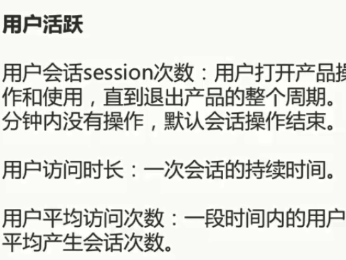 用户活跃
用户会话session次数：用户打开产品操
作和使用，直到退出产品的整个周期。
分钟内没有操作，默认会话操作结束。
用户访问时长：一次会话的持续时间。
用户平均访问次数：一段时间内的用户
平均产生会话次数。